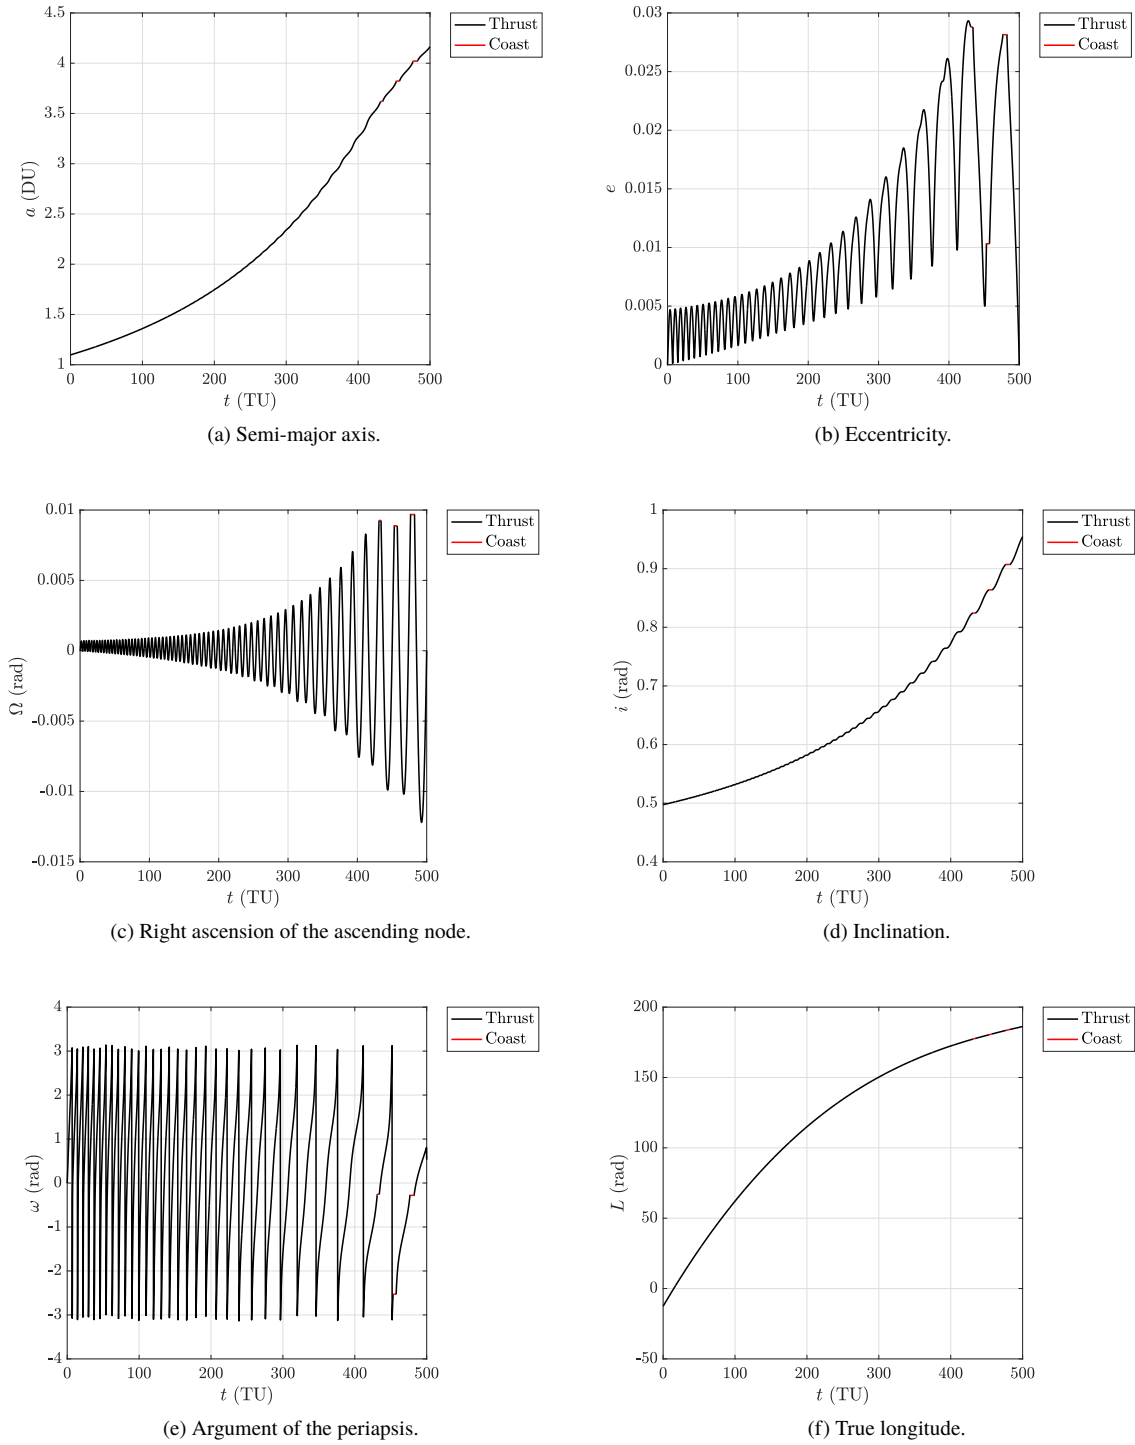 4.5
4
3.5
3
2.5
2
1.5
1
0
100
200
300
400
500
a (DU)
t (TU)
Thrust
Coast
(a) Semi-major axis.
0.03
0.025
0.02
0.015
0.01
0.005
0
0
100
200
300
400
500
e
t (TU)
Thrust
Coast
(b) Eccentricity.
0.01
0.005
0
-0.005
-0.01
-0.015
0
100
200
300
400
500
Ω (rad)
t (TU)
Thrust
Coast
(c) Right ascension of the ascending node.
1
0.9
0.8
0.7
0.6
0.5
0.4
0
100
200
300
400
500
i (rad)
t (TU)
Thrust
Coast
(d) Inclination.
4
3
2
1
0
-1
-2
-3
-4
0
100
200
300
400
500
ω (rad)
t (TU)
Thrust
Coast
(e) Argument of the periapsis.
200
150
100
50
0
-50
0
100
200
300
400
500
L (rad)
t (TU)
Thrust
Coast
(f) True longitude.